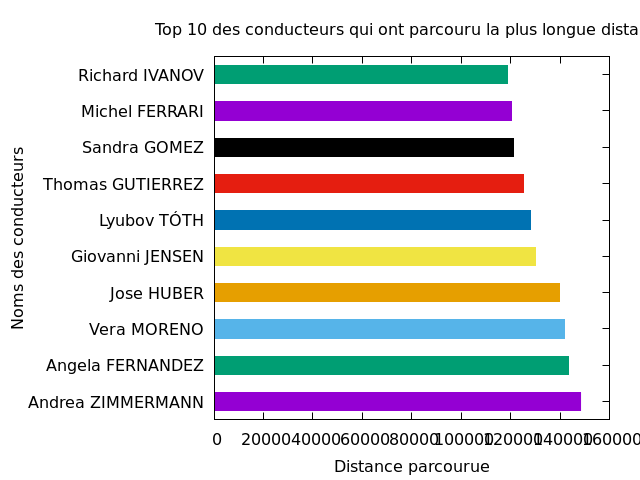 Top 10 des conducteurs qui ont parcouru la plus longue dista
Richard IVANOV
Michel FERRARI
Sandra GOMEZ
Thomas GUTIERREZ
Lyubov TÓTH
Giovanni JENSEN
Jose HUBER
Vera MORENO
Angela FERNANDEZ
Andrea ZIMMERMANN
Noms des conducteurs
0 20000 40000 60000 80000 100000 120000 140000 160000
Distance parcourue